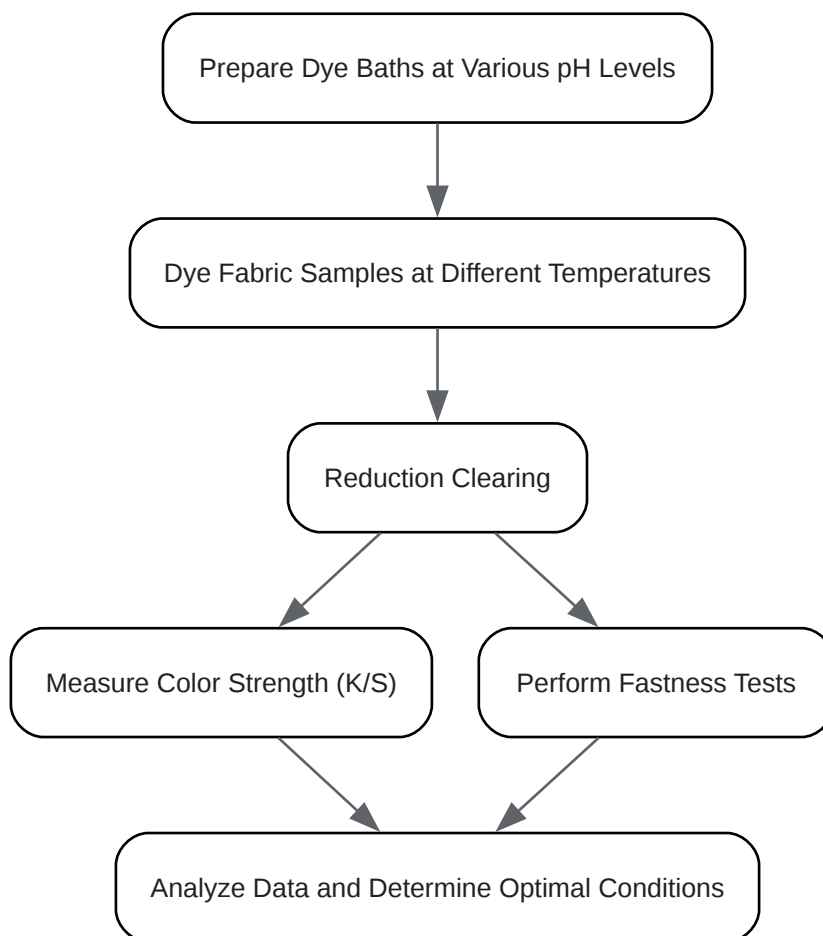 Prepare Dye Baths at Various pH Levels
Dye Fabric Samples at Different Temperatures
Reduction Clearing
Measure Color Strength (K/S)
Perform Fastness Tests
Analyze Data and Determine Optimal Conditions